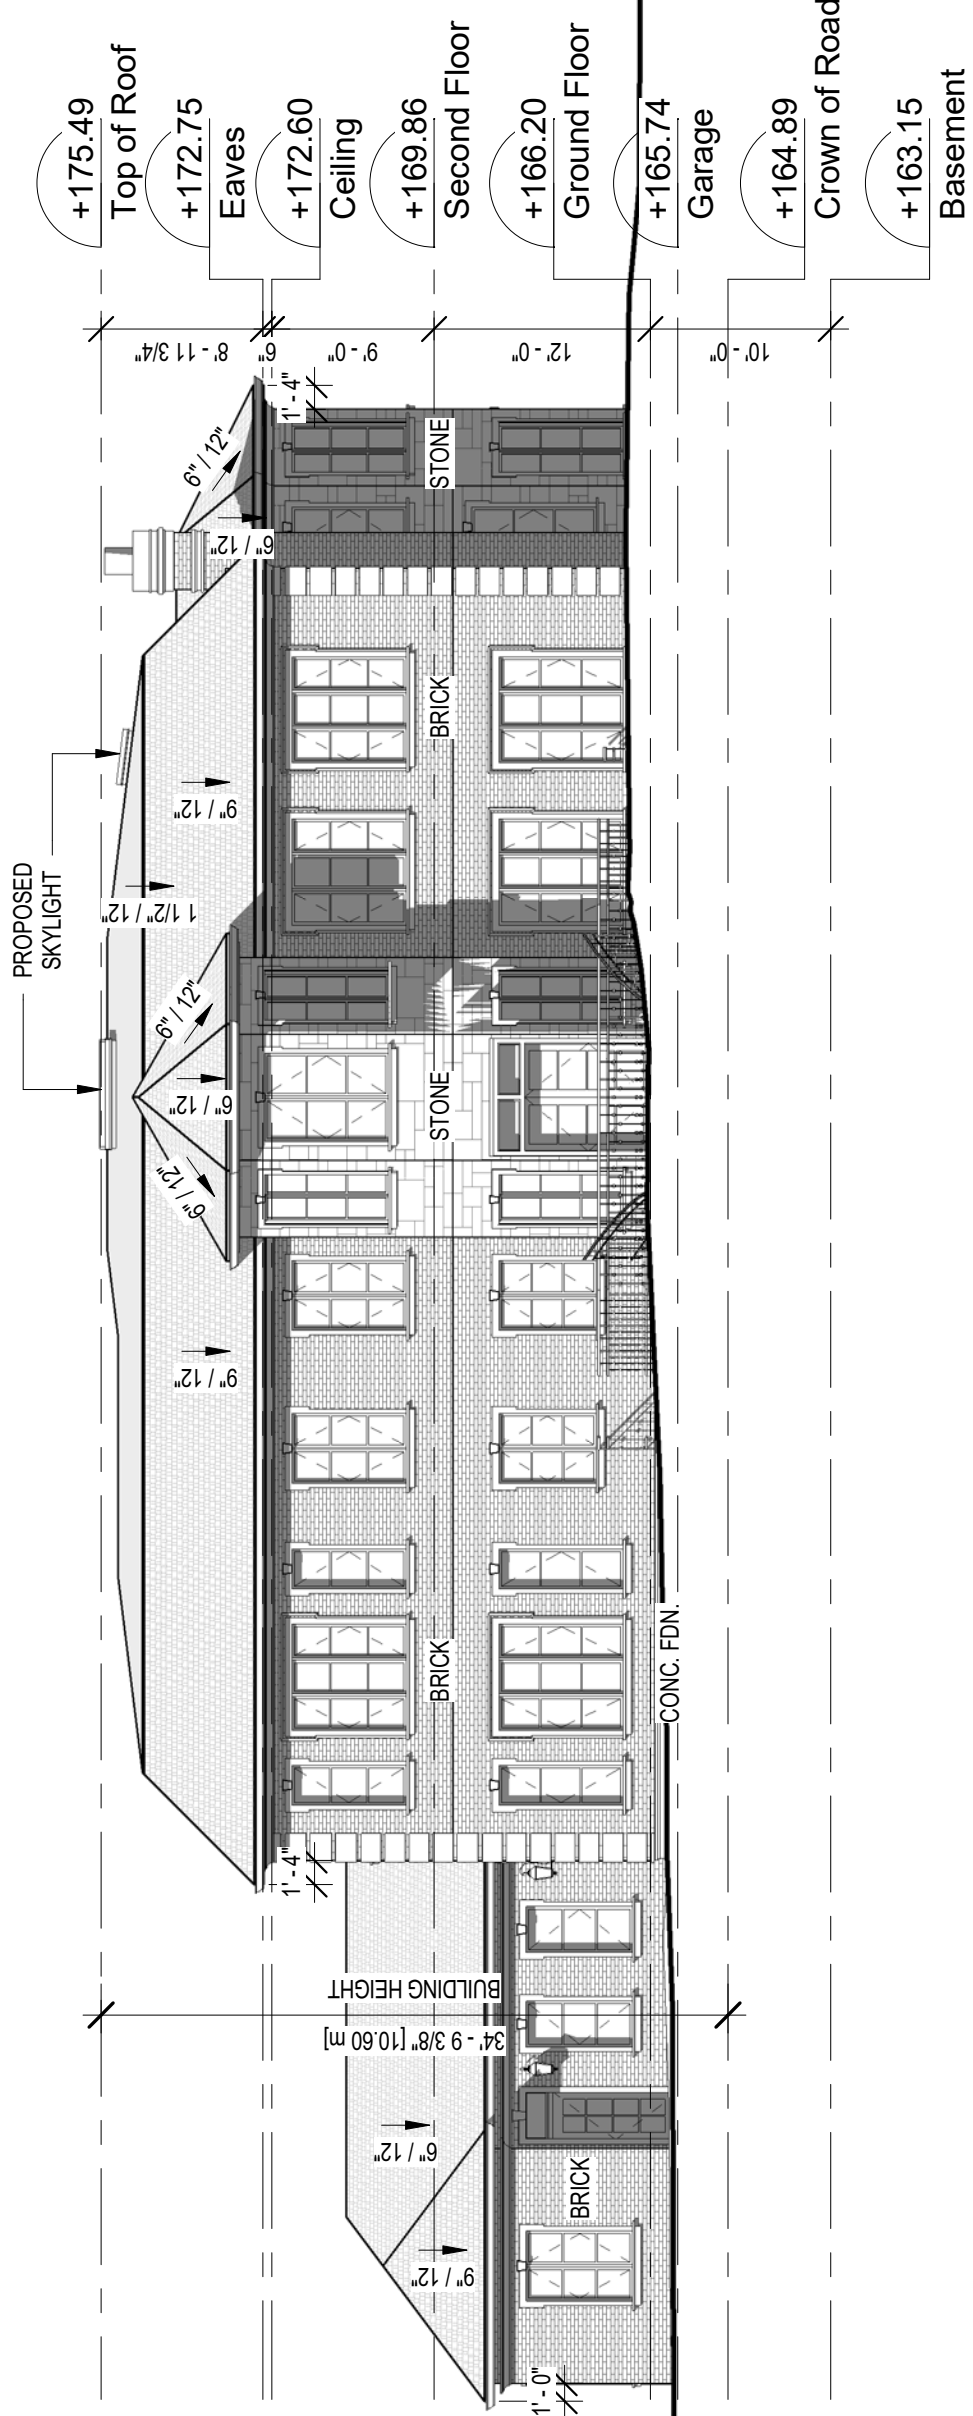 PROPOSED
SKYLIGHT
+175.49
Top of Roof
+172.75
Eaves
+172.60
Ceiling
+169.86
Second Floor
+166.20
Ground Floor
+165.74
Garage
+164.89
Crown of Road
+163.15
Basement
8' - 11 3/4"
6"
9' - 0"
12' - 0"
10' - 0"
1' - 4"
6" / 12"
6" / 12"
9" / 12"
1 1/2" / 12"
6" / 12"
6" / 12"
6" / 12"
9" / 12"
STONE
BRICK
STONE
BRICK
CONC. FDN.
1' - 4"
BUILDING HEIGHT
34' - 9 3/8" [10.60 m]
6" / 12"
9" / 12"
BRICK
1' - 0"